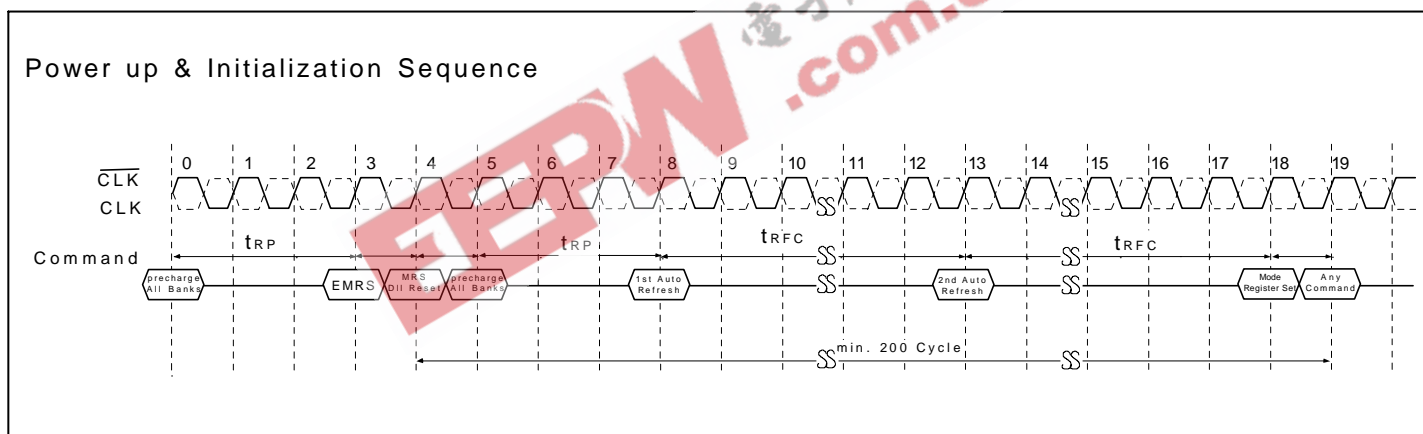 電子
.com.
EEPW
Power up & Initialization Sequence
0 1 2 3 4 5 6 7 8 9 10 11 12 13 14 15 16 17 18 19
CLK
CLK
tRP tRP tRFC tRFC
Command
precharge All Banks
EMRS
MRS
Dll Reset
precharge
All Banks
1st Auto
Refresh
2nd Auto
Refresh
Mode
Register Set
Any
Command
min. 200 Cycle